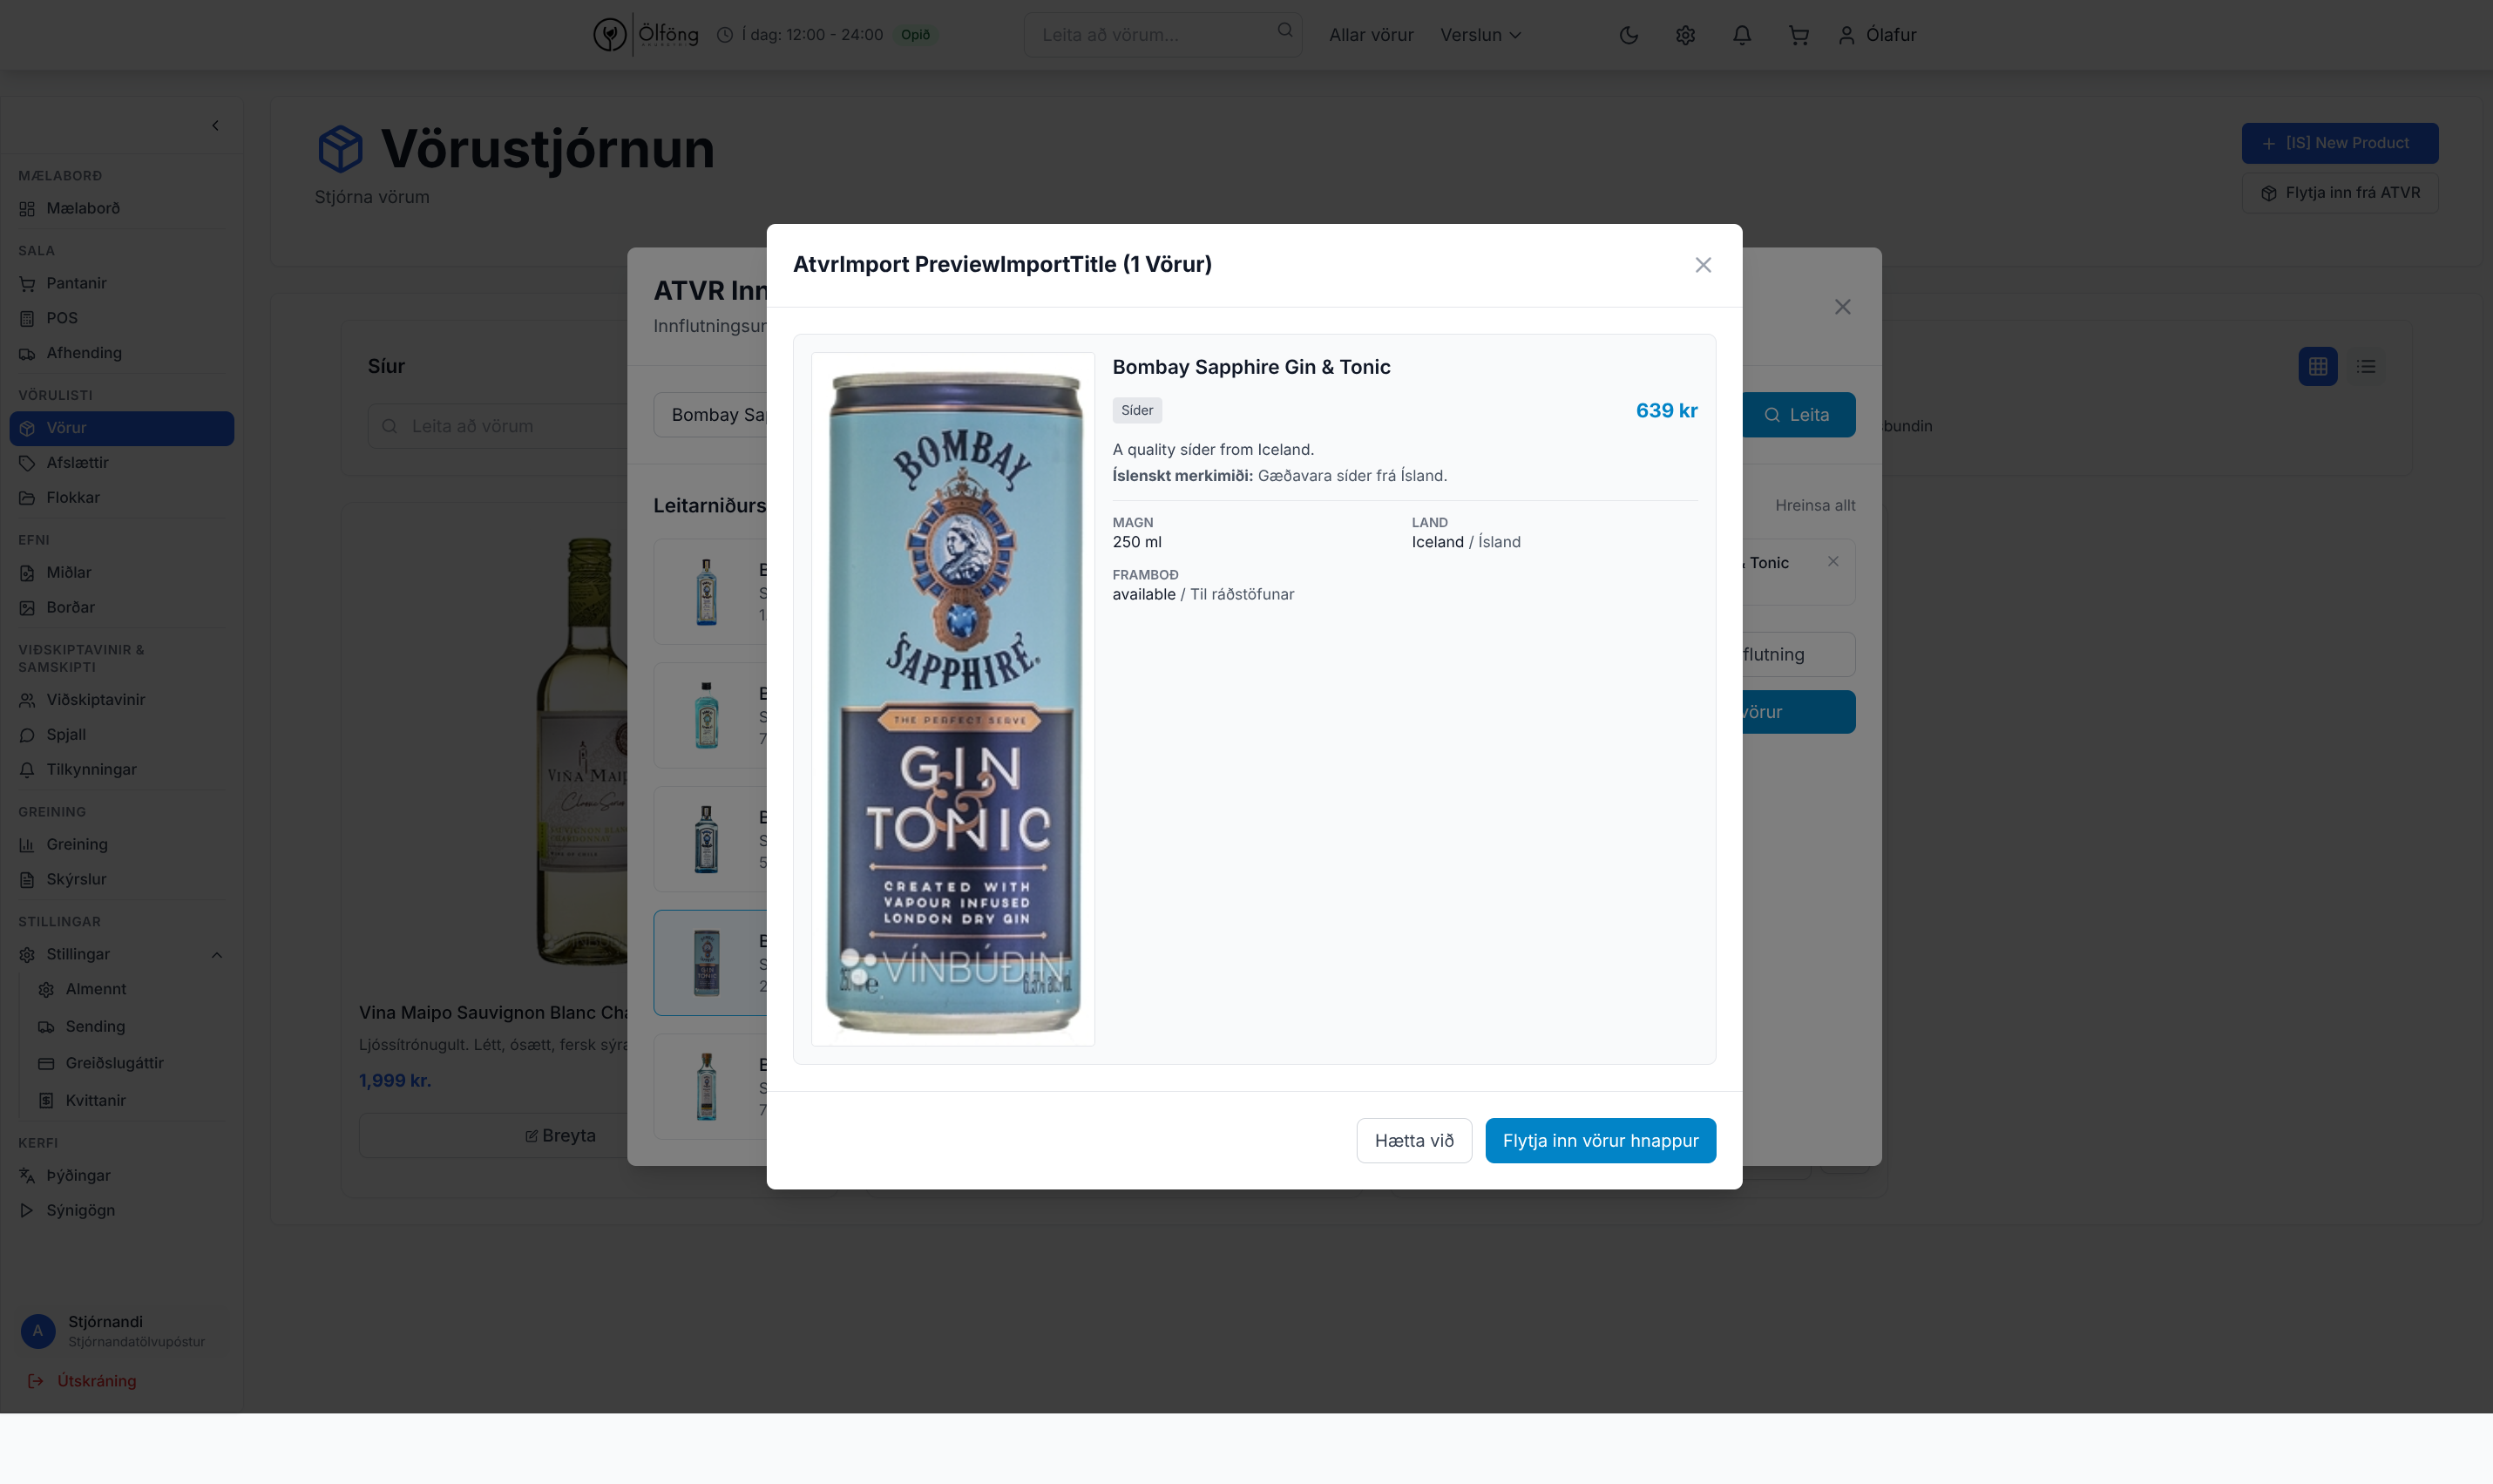 Ölföng
Í dag: 12:00 - 24:00
Opið
Leita að vörum...
Allar vörur
Verslun
Ólafur
MÆLABORÐ
Mælaborð
SALA
Pantanir
POS
Afhending
VÖRULISTI
Vörur
Afslættir
Flokkar
EFNI
Miðlar
Borðar
VIÐSKIPTAVINIR &
SAMSKIPTI
Viðskiptavinir
Spjall
Tilkynningar
GREINING
Greining
Skýrslur
STILLINGAR
Stillingar
Almennt
Sending
Greiðslugáttir
Kvittanir
KERFI
Þýðingar
Sýnigögn
A
Stjórnandi
Stjórnandatölvupóstur
Útskráning
Vörustjórnun
Stjórna vörum
[IS] New Product
Flytja inn frá ATVR
Síur
Leita að vörum
VIÑA MAIPO
Vina Maipo Sauvignon Blanc Cha
Ljóssítrónugult. Létt, ósætt, fersk sýra
1,999 kr.
Breyta
ATVR Inn
Innflutningsur
Bombay Sap
Leita
Leitarniðurs
Hreinsa allt
& Tonic
flutning
vörur
bundin
AtvrImport PreviewImportTitle (1 Vörur)
BOMBAY
SAPPHIRE
THE PERFECT SERVE
GIN
&
TONIC
CREATED WITH
VAPOUR INFUSED
LONDON DRY GIN
VÍNBÚÐIN
Bombay Sapphire Gin & Tonic
Síder
639 kr
A quality síder from Iceland.
Íslenskt merkimiði: Gæðavara síder frá Ísland.
MAGN
250 ml
LAND
Iceland / Ísland
FRAMBOÐ
available / Til ráðstöfunar
Hætta við
Flytja inn vörur hnappur